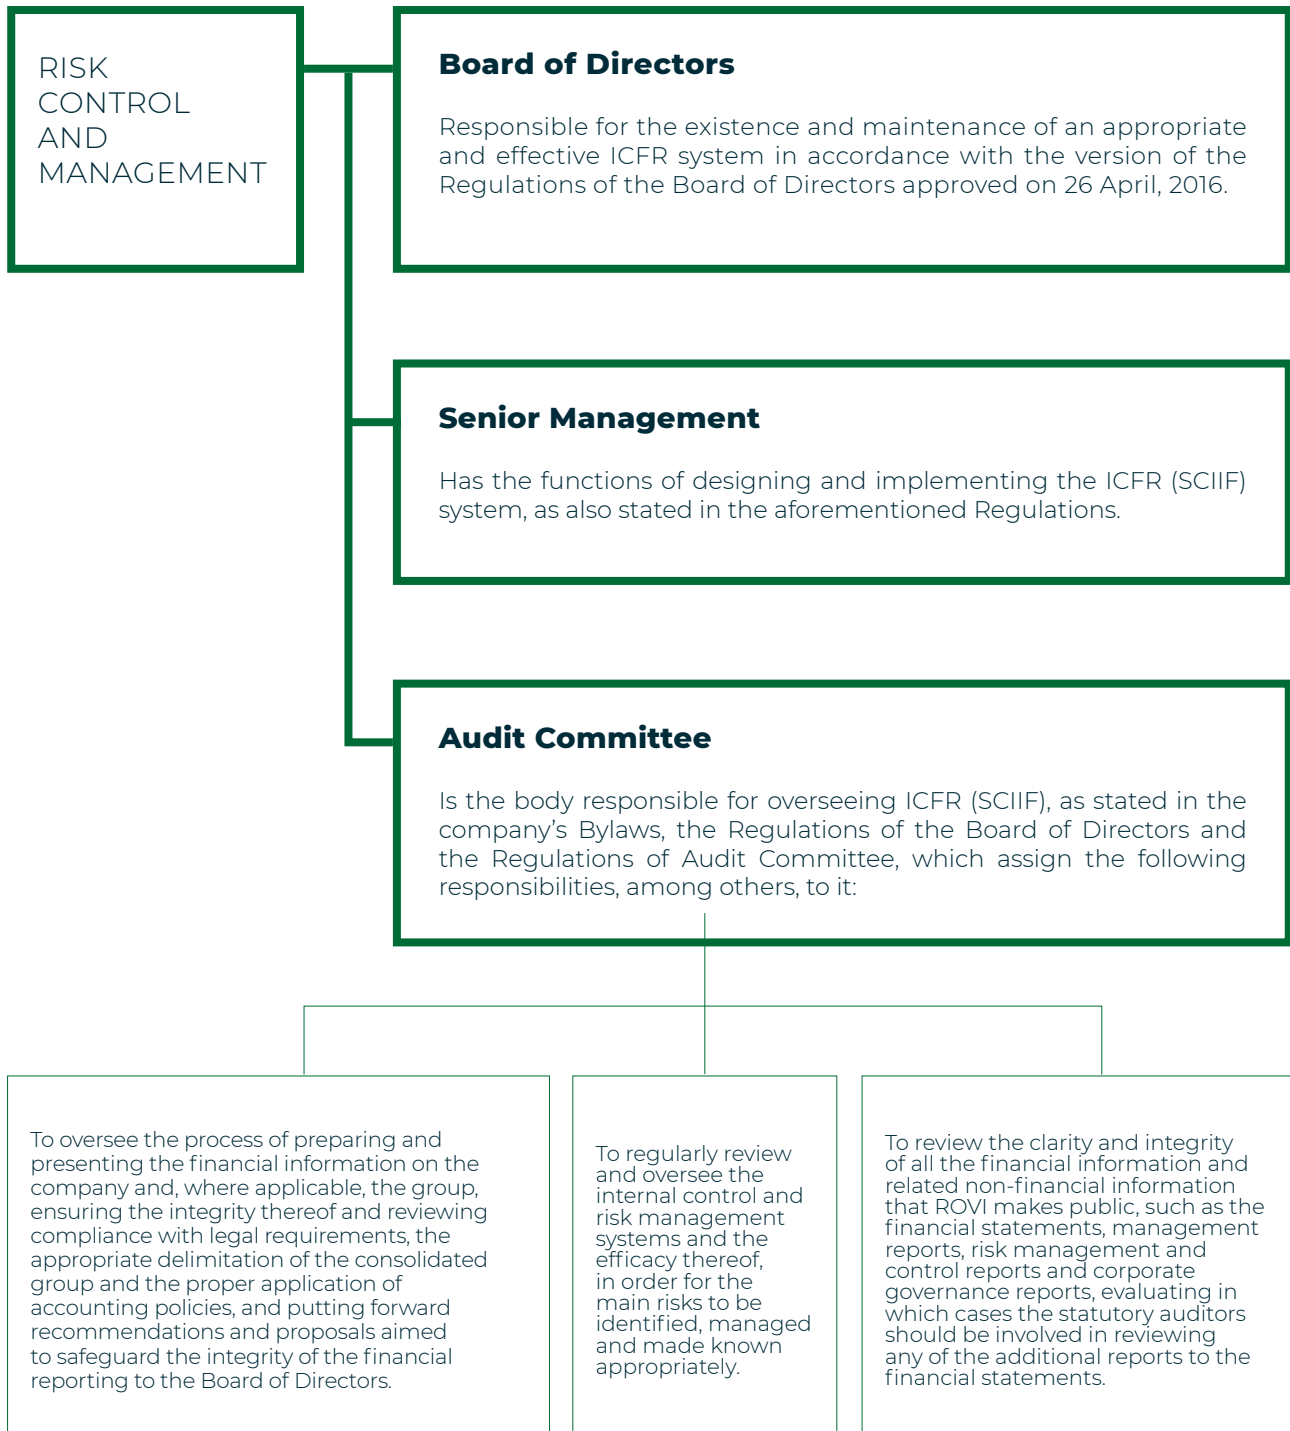 RISK
CONTROL
AND
MANAGEMENT
Board of Directors
Responsible for the existence and maintenance of an appropriate
and effective ICFR system in accordance with the version of the
Regulations of the Board of Directors approved on 26 April, 2016.
Senior Management
Has the functions of designing and implementing the ICFR (SCIIF)
system, as also stated in the aforementioned Regulations.
Audit Committee
Is the body responsible for overseeing ICFR (SCIIF), as stated in the
company’s Bylaws, the Regulations of the Board of Directors and
the Regulations of Audit Committee, which assign the following
responsibilities, among others, to it:
To oversee the process of preparing and
presenting the financial information on the
company and, where applicable, the group,
ensuring the integrity thereof and reviewing
compliance with legal requirements, the
appropriate delimitation of the consolidated
group and the proper application of
accounting policies, and putting forward
recommendations and proposals aimed
to safeguard the integrity of the financial
reporting to the Board of Directors.
To regularly review
and oversee the
internal control and
risk management
systems and the
efficacy thereof,
in order for the
main risks to be
identified, managed
and made known
appropriately.
To review the clarity and integrity
of all the financial information and
related non-financial information
that ROVI makes public, such as the
financial statements, management
reports, risk management and
control reports and corporate
governance reports, evaluating in
which cases the statutory auditors
should be involved in reviewing
any of the additional reports to the
financial statements.